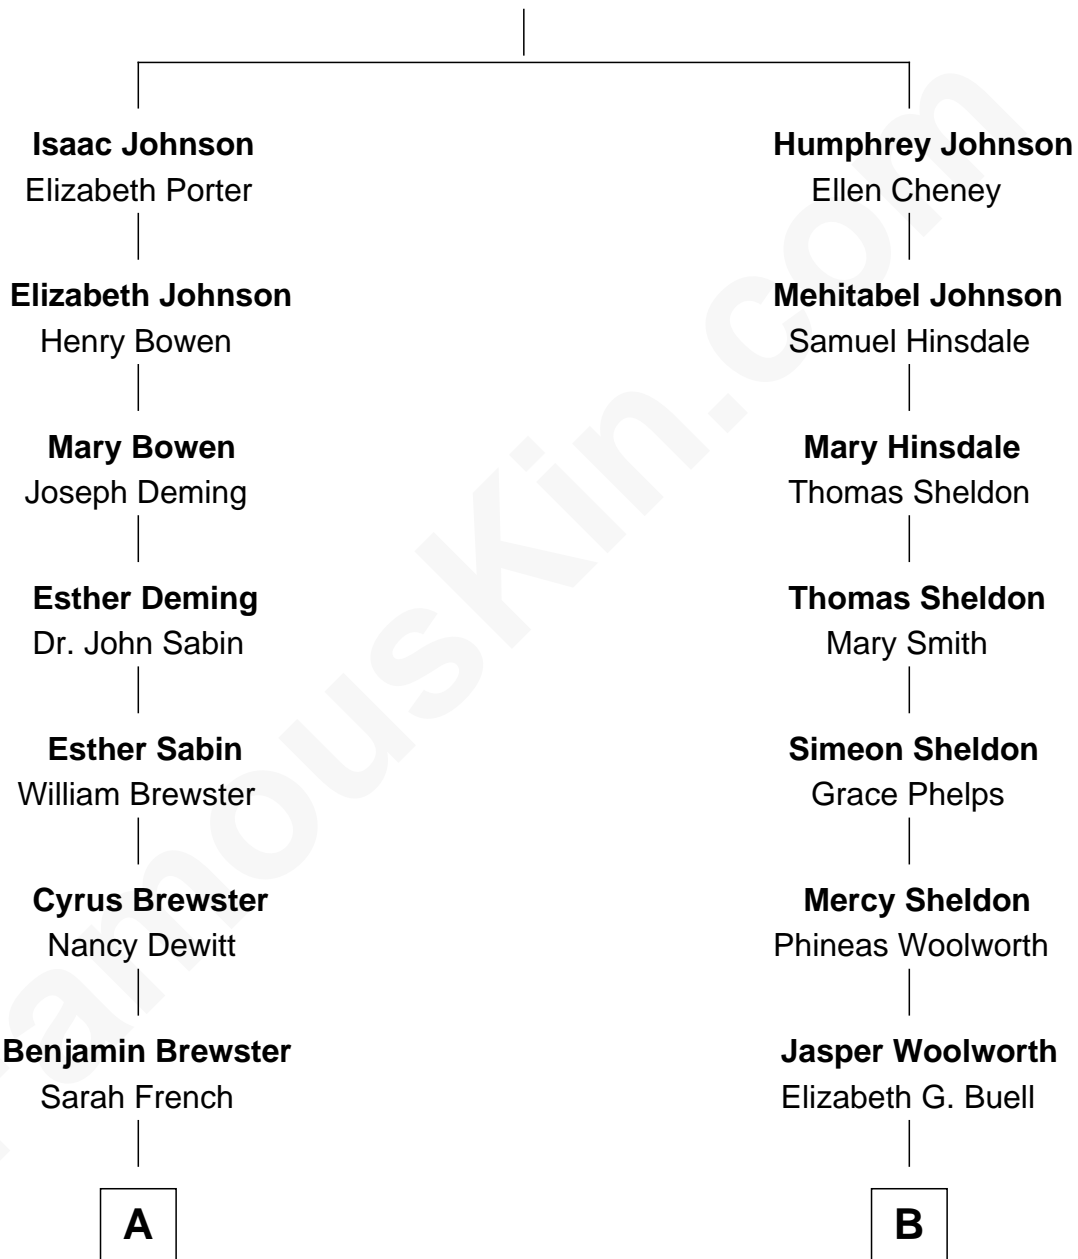 Isaac Johnson
Elizabeth Porter
Humphrey Johnson
Ellen Cheney
Elizabeth Johnson
Henry Bowen
Mehitabel Johnson
Samuel Hinsdale
Mary Bowen
Joseph Deming
Mary Hinsdale
Thomas Sheldon
Esther Deming
Dr. John Sabin
Thomas Sheldon
Mary Smith
Esther Sabin
William Brewster
Simeon Sheldon
Grace Phelps
Cyrus Brewster
Nancy Dewitt
Mercy Sheldon
Phineas Woolworth
Benjamin Brewster
Sarah French
Jasper Woolworth
Elizabeth G. Buell
A
B
FamousKin.com